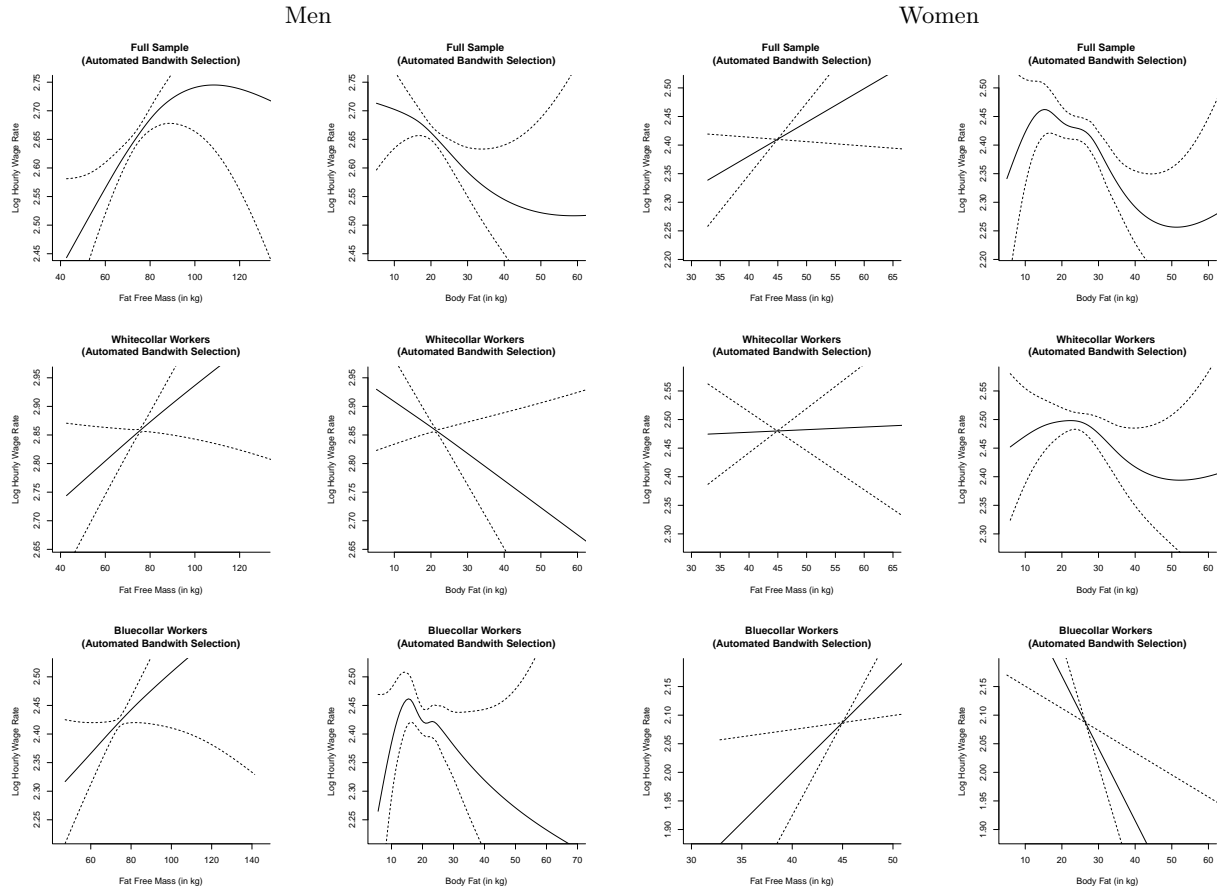 Men
Women
Full Sample
(Automated Bandwith Selection)
Log Hourly Wage Rate
2.45 2.50 2.55 2.60 2.65 2.70 2.75
40 60 80 100 120
Fat Free Mass (in kg)
Full Sample
(Automated Bandwith Selection)
Log Hourly Wage Rate
2.45 2.50 2.55 2.60 2.65 2.70 2.75
10 20 30 40 50 60
Body Fat (in kg)
Full Sample
(Automated Bandwith Selection)
Log Hourly Wage Rate
2.20 2.25 2.30 2.35 2.40 2.45 2.50
30 35 40 45 50 55 60 65
Fat Free Mass (in kg)
Full Sample
(Automated Bandwith Selection)
Log Hourly Wage Rate
2.20 2.25 2.30 2.35 2.40 2.45 2.50
10 20 30 40 50 60
Body Fat (in kg)
Whitecollar Workers
(Automated Bandwith Selection)
Log Hourly Wage Rate
2.65 2.70 2.75 2.80 2.85 2.90 2.95
40 60 80 100 120
Fat Free Mass (in kg)
Whitecollar Workers
(Automated Bandwith Selection)
Log Hourly Wage Rate
2.65 2.70 2.75 2.80 2.85 2.90 2.95
10 20 30 40 50 60
Body Fat (in kg)
Whitecollar Workers
(Automated Bandwith Selection)
Log Hourly Wage Rate
2.30 2.35 2.40 2.45 2.50 2.55
30 35 40 45 50 55 60 65
Fat Free Mass (in kg)
Whitecollar Workers
(Automated Bandwith Selection)
Log Hourly Wage Rate
2.30 2.35 2.40 2.45 2.50 2.55
10 20 30 40 50 60
Body Fat (in kg)
Bluecollar Workers
(Automated Bandwith Selection)
Log Hourly Wage Rate
2.25 2.30 2.35 2.40 2.45 2.50
60 80 100 120 140
Fat Free Mass (in kg)
Bluecollar Workers
(Automated Bandwith Selection)
Log Hourly Wage Rate
2.25 2.30 2.35 2.40 2.45 2.50
10 20 30 40 50 60 70
Body Fat (in kg)
Bluecollar Workers
(Automated Bandwith Selection)
Log Hourly Wage Rate
1.90 1.95 2.00 2.05 2.10 2.15
30 35 40 45 50
Fat Free Mass (in kg)
Bluecollar Workers
(Automated Bandwith Selection)
Log Hourly Wage Rate
1.90 1.95 2.00 2.05 2.10 2.15
10 20 30 40 50 60
Body Fat (in kg)